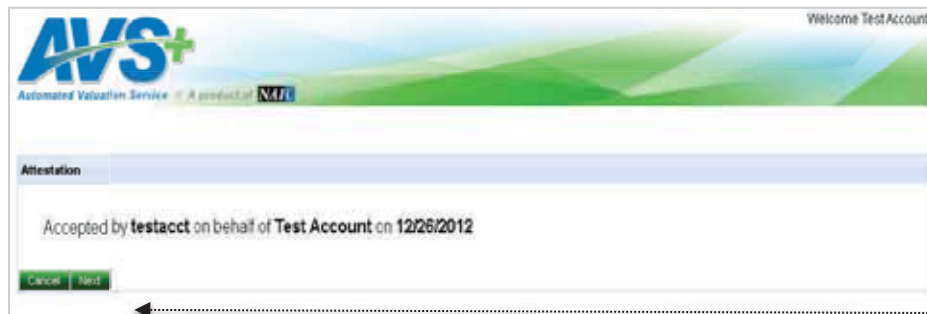 Welcome Test Account
AVS+
Automated Valuation Service A product of NAIC
Attestation
Accepted by testacct on behalf of Test Account on 12/26/2012
Cancel Next